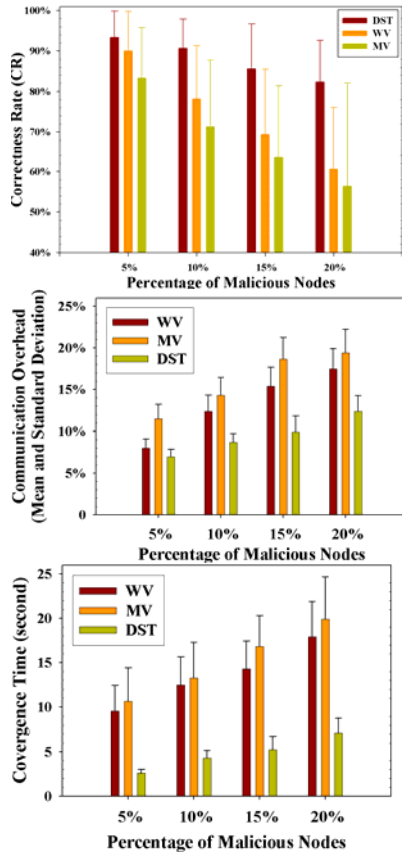 100%
90%
80%
70%
60%
50%
40%
Correctness Rate (CR)
DST
WV
MV
5% 10% 15% 20%
Percentage of Malicious Nodes
25%
20%
15%
10%
5%
0
Communication Overhead
(Mean and Standard Deviation)
WV
MV
DST
5% 10% 15% 20%
Percentage of Malicious Nodes
25
20
15
10
5
0
Covergence Time (second)
WV
MV
DST
5% 10% 15% 20%
Percentage of Malicious Nodes